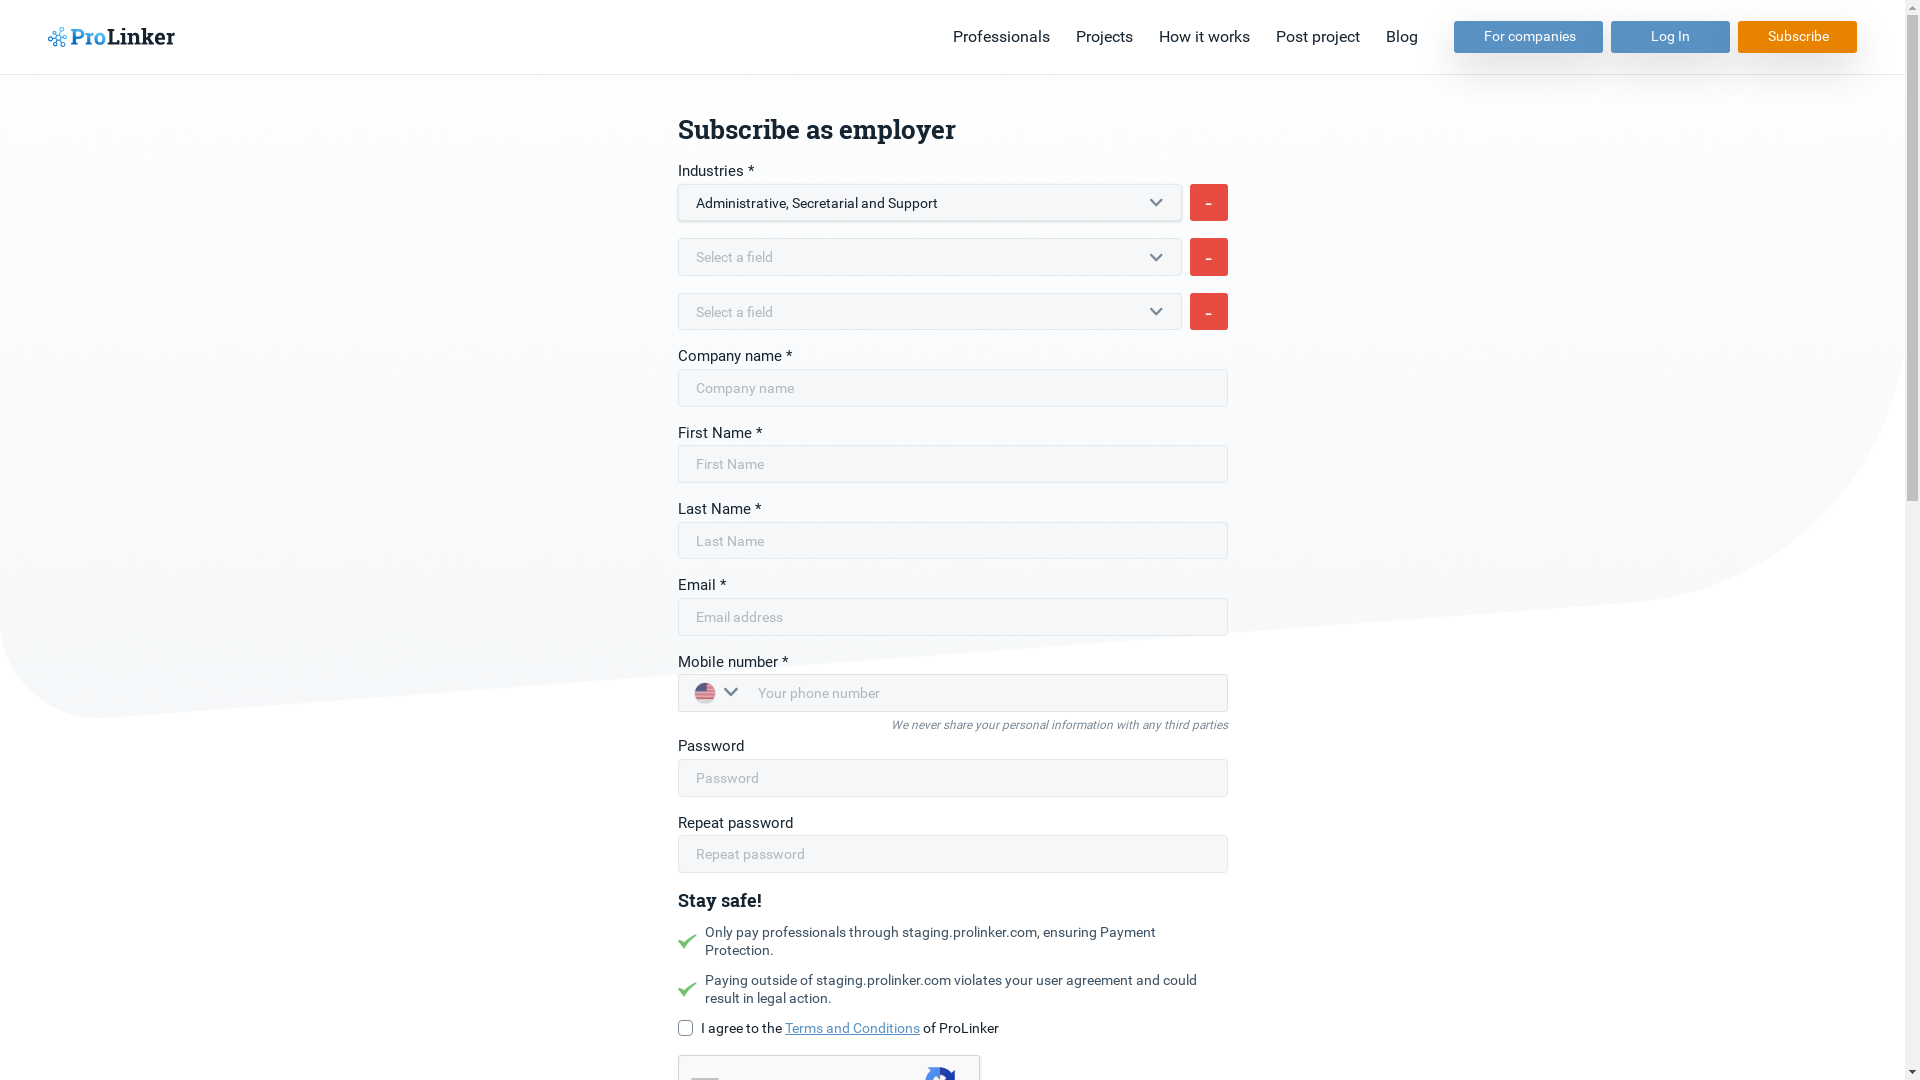 ProLinker
Professionals
Projects
How it works
Post project
Blog
For companies
Log In
Subscribe
Subscribe as employer
Industries *
Administrative, Secretarial and Support
-
Select a field
-
Select a field
-
Company name *
Company name
First Name *
First Name
Last Name *
Last Name
Email *
Email address
Mobile number *
Your phone number
We never share your personal information with any third parties
Password
Password
Repeat password
Repeat password
Stay safe!
Only pay professionals through staging.prolinker.com, ensuring Payment
Protection.
Paying outside of staging.prolinker.com violates your user agreement and could
result in legal action.
I agree to the Terms and Conditions of ProLinker